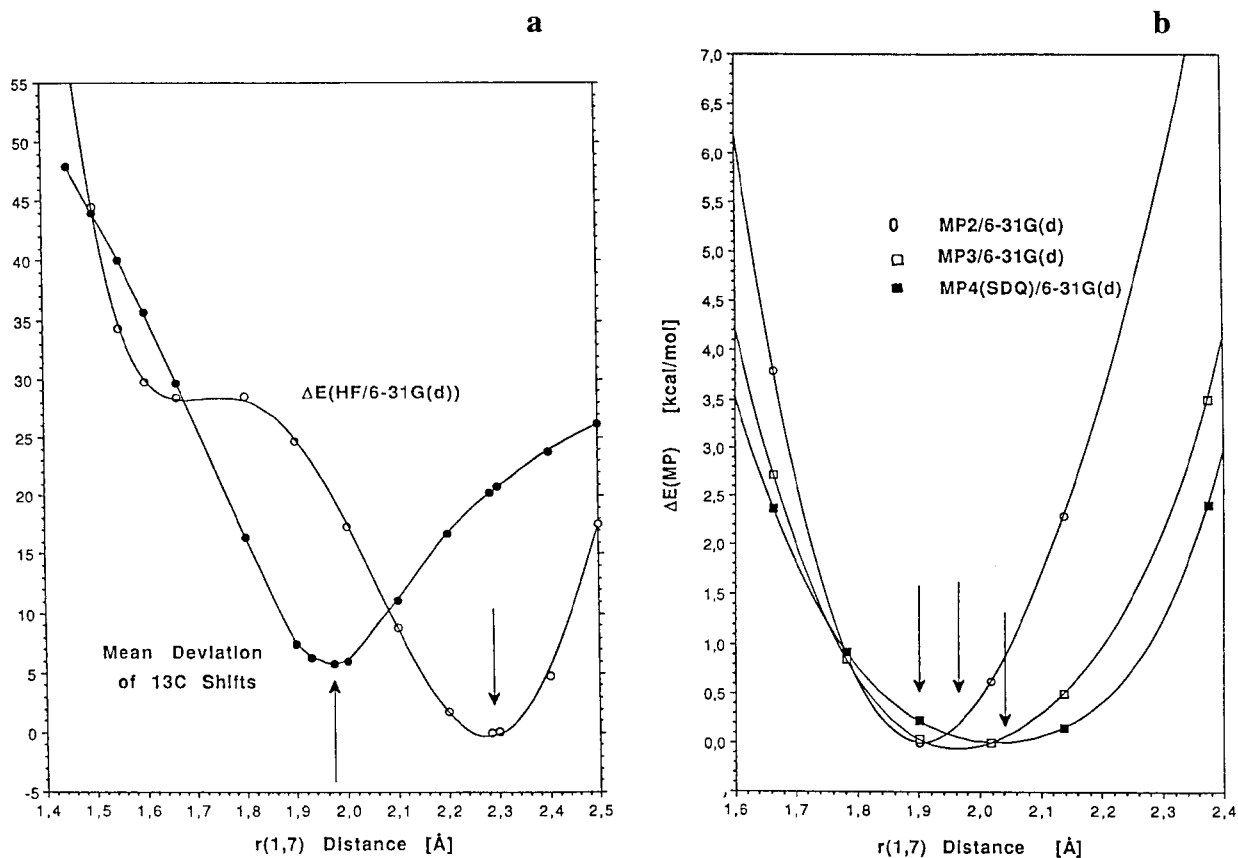 a
55
50
45
40
35
30
25
20
15
10
5
0
-5
ΔE(HF/6-31G(d))
Mean Deviation
of 13C Shifts
1,4 1,5 1,6 1,7 1,8 1,9 2,0 2,1 2,2 2,3 2,4 2,5
r(1,7) Distance [Å]
b
7,0
6,5
6,0
5,5
5,0
4,5
4,0
3,5
3,0
2,5
2,0
1,5
1,0
0,5
0,0
ΔE(MP) [kcal/mol]
MP2/6-31G(d)
MP3/6-31G(d)
MP4(SDQ)/6-31G(d)
1,6 1,7 1,8 1,9 2,0 2,1 2,2 2,3 2,4
r(1,7) Distance [Å]